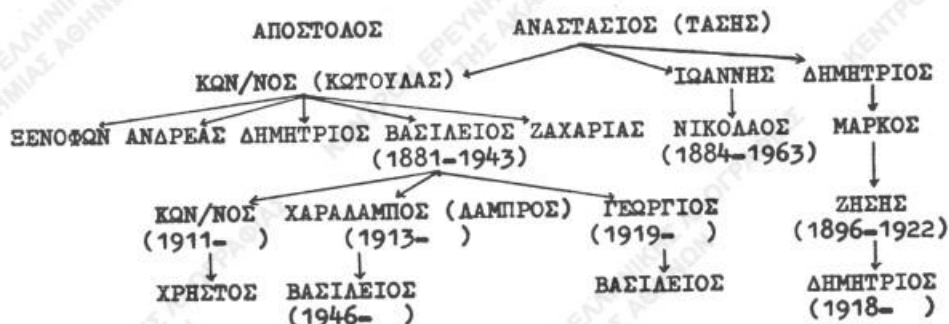 ΑΠΟΣΤΟΛΟΣ ΑΝΑΣΤΑΣΙΟΣ (ΤΑΣΗΣ)
ΚΩΝ/ΝΟΣ (ΚΩΤΟΥΛΑΣ) ΙΩΑΝΝΗΣ ΔΗΜΗΤΡΙΟΣ
ΞΕΝΟΦΩΝ ΑΝΔΡΕΑΣ ΔΗΜΗΤΡΙΟΣ ΒΑΣΙΛΕΙΟΣ ΖΑΧΑΡΙΑΣ ΝΙΚΟΛΑΟΣ ΜΑΡΚΟΣ
(1881-1943) (1884-1963)
ΚΩΝ/ΝΟΣ ΧΑΡΑΛΑΜΠΟΣ (ΛΑΜΠΡΟΣ) ΓΕΩΡΓΙΟΣ ΖΗΣΗΣ
(1911- ) (1913- ) (1919- ) (1896-1922)
ΧΡΗΣΤΟΣ ΒΑΣΙΛΕΙΟΣ ΒΑΣΙΛΕΙΟΣ ΔΗΜΗΤΡΙΟΣ
(1946- ) (1918- )